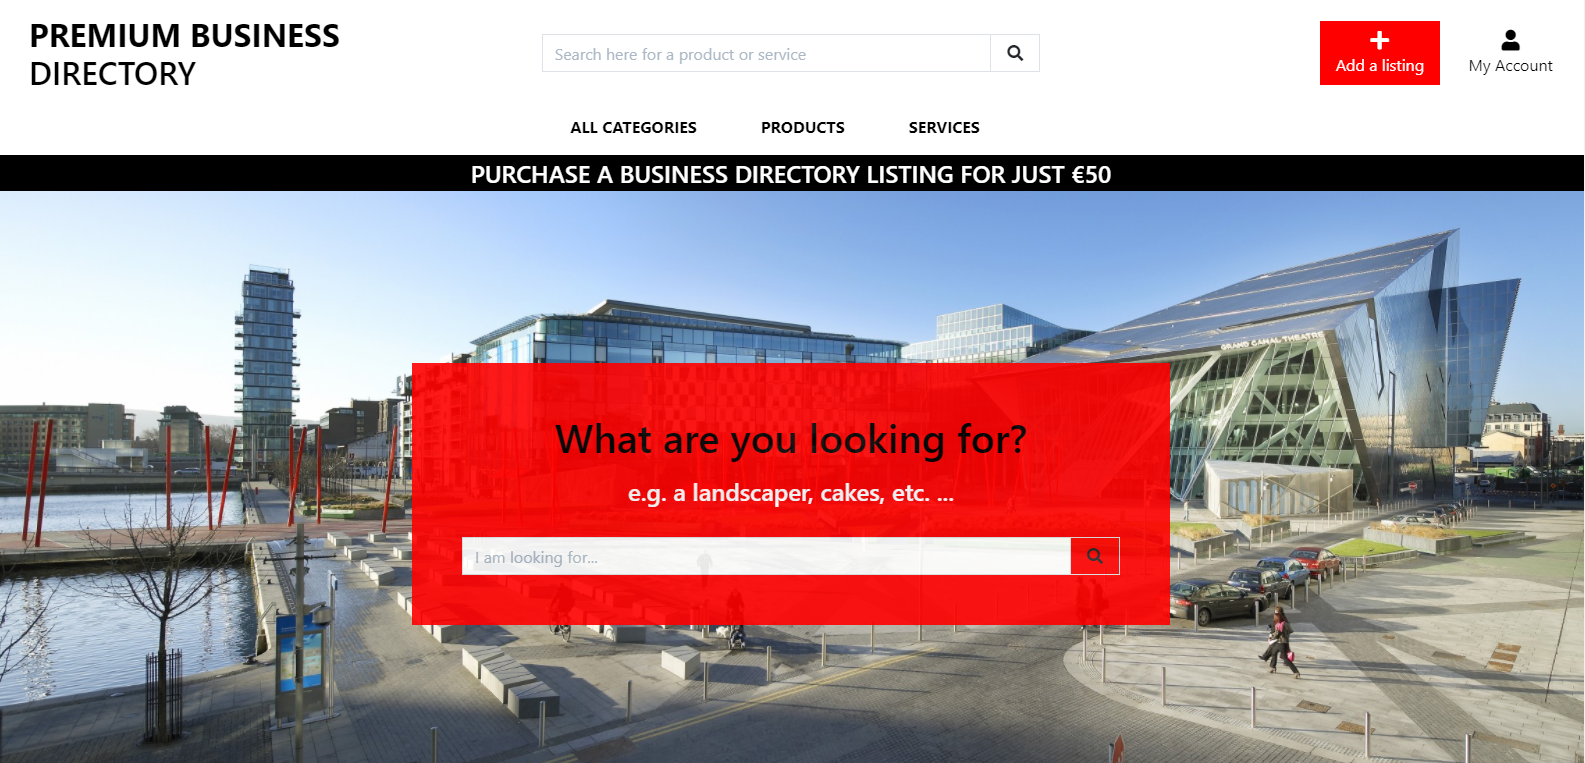 PREMIUM BUSINESS
DIRECTORY
Search here for a product or service
Add a listing
My Account
ALL CATEGORIES
PRODUCTS
SERVICES
PURCHASE A BUSINESS DIRECTORY LISTING FOR JUST €50
GRAND CANAL THEATRE
What are you looking for?
e.g. a landscaper, cakes, etc. ...
I am looking for...